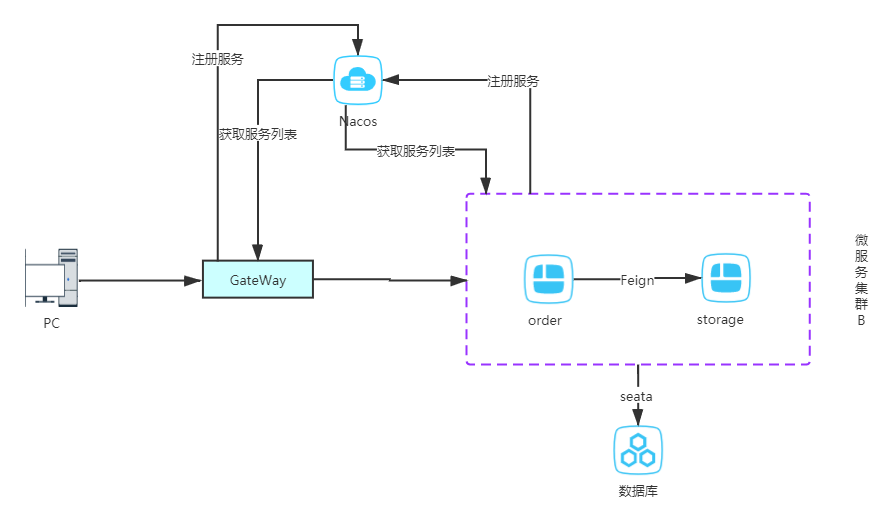 注册服务
注册服务
Nacos
获取服务列表
获取服务列表
GateWay
PC
Feign
order
storage
微服务集群B
seata
数据库